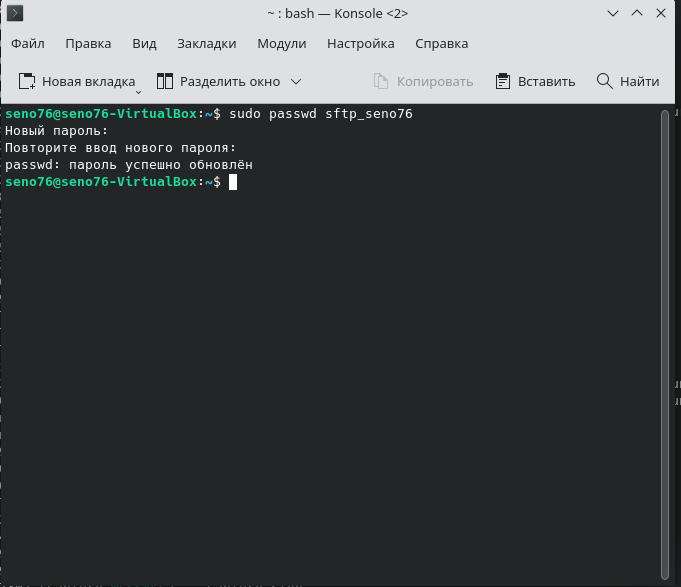 ~ : bash — Konsole <2>
Файл Правка Вид Закладки Модули Настройка Справка
Новая вкладка Разделить окно Копировать Вставить Найти
seno76@seno76-VirtualBox:~$ sudo passwd sftp_seno76
Новый пароль:
Повторите ввод нового пароля:
passwd: пароль успешно обновлён
seno76@seno76-VirtualBox:~$